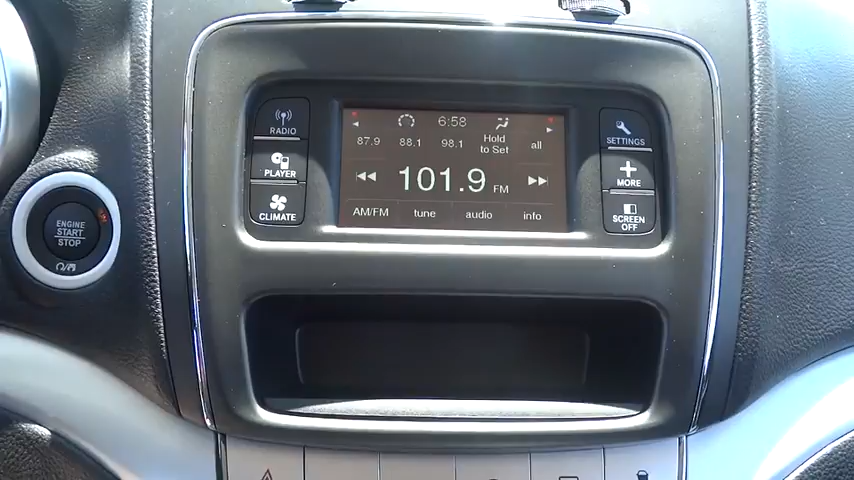 RADIO
PLAYER
CLIMATE
6:58
87.9 88.1 98.1 Hold to Set all
101.9 FM
AM/FM tune audio info
SETTINGS
MORE
SCREEN
OFF
ENGINE
START
STOP